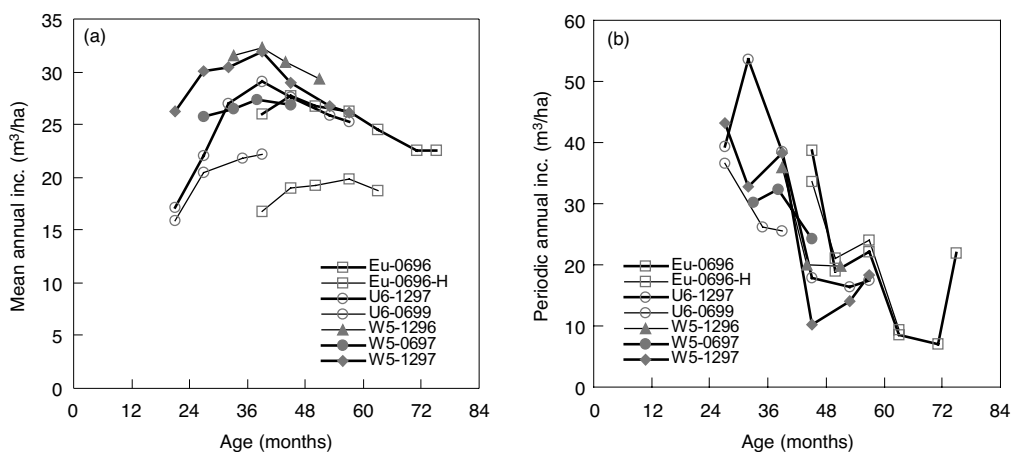 (a)
Mean annual inc. (m³/ha)
35
30
25
20
15
10
5
0
0 12 24 36 48 60 72 84
Age (months)
Eu-0696
Eu-0696-H
U6-1297
U6-0699
W5-1296
W5-0697
W5-1297
(b)
Periodic annual inc. (m³/ha)
60
50
40
30
20
10
0
0 12 24 36 48 60 72 84
Age (months)
Eu-0696
Eu-0696-H
U6-1297
U6-0699
W5-1296
W5-0697
W5-1297